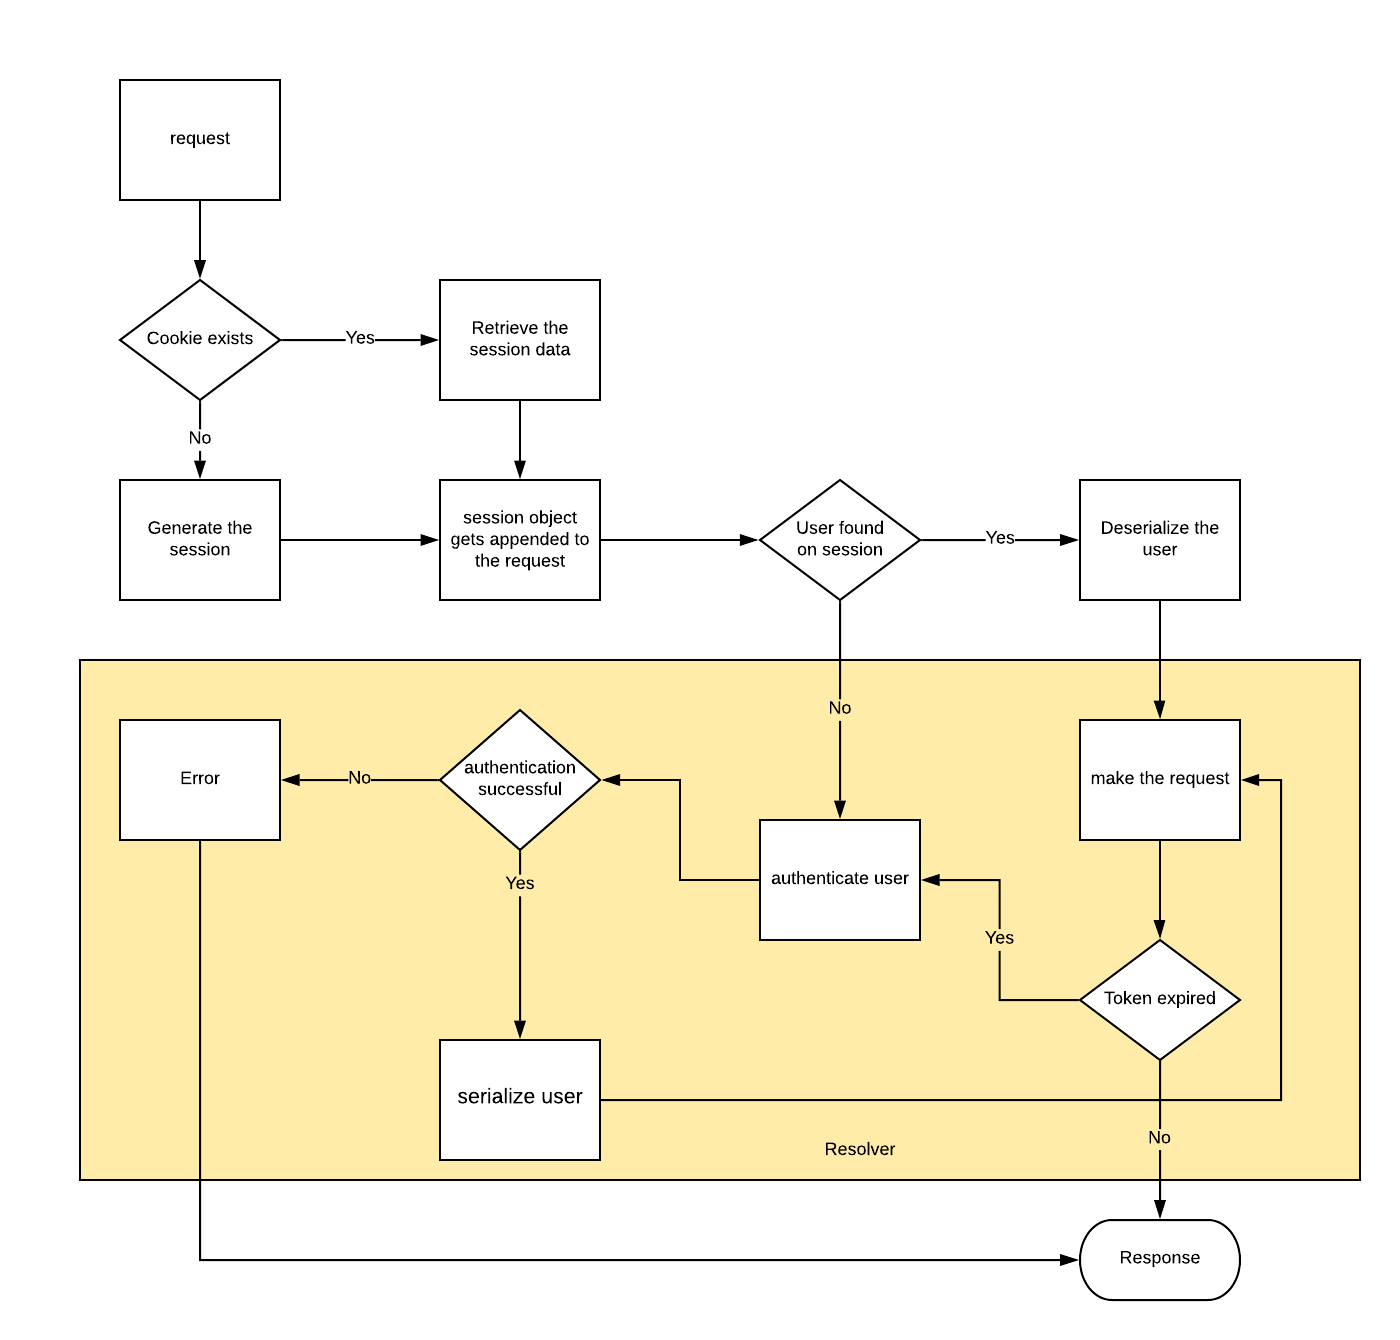 request
Cookie exists
Yes
Retrieve the
session data
No
Generate the
session
session object
gets appended to
the request
User found
on session
Yes
Deserialize the
user
No
Error
No
authentication
successful
make the request
Yes
authenticate user
Yes
Token expired
serialize user
Resolver
No
Response